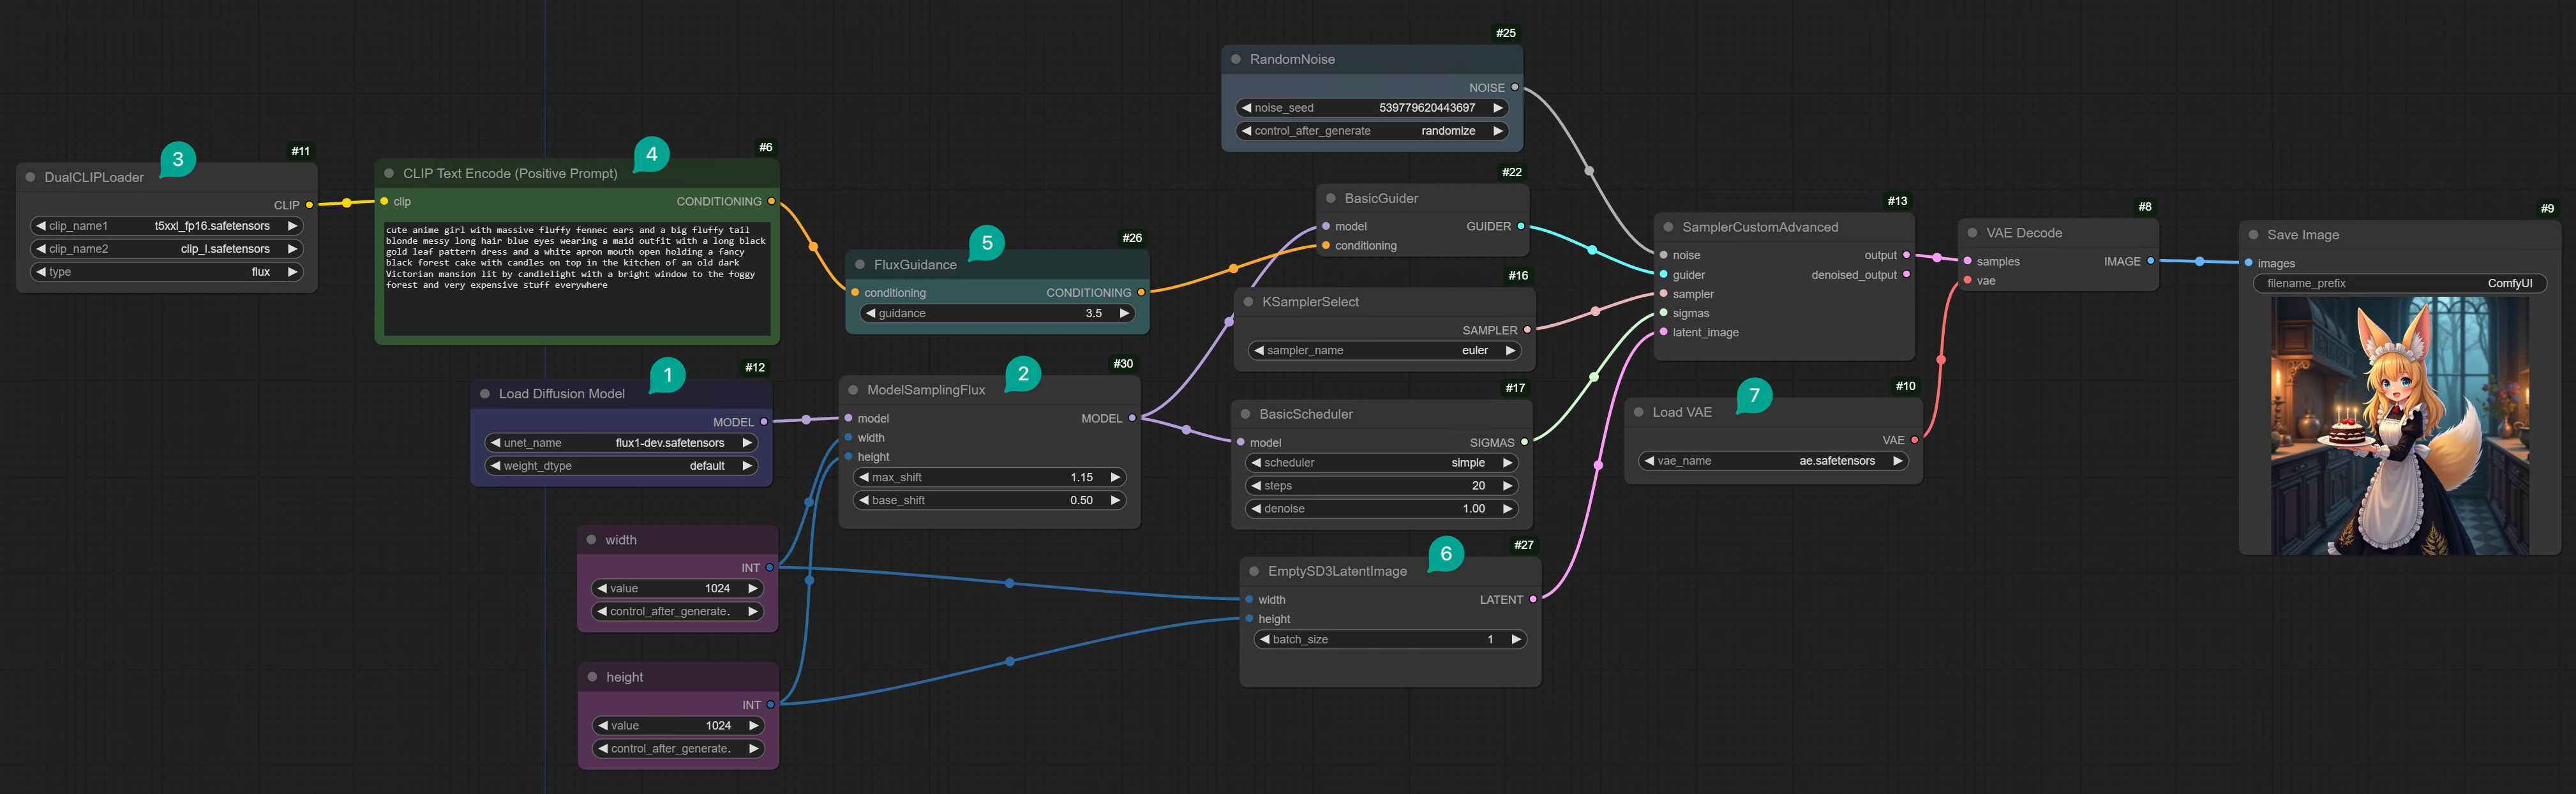 #25
RandomNoise
NOISE
noise_seed 539779620443697
control_after_generate randomize
3
#11
DualCLIPLoader
CLIP
clip_name1 t5xxl_fp16.safetensors
clip_name2 clip_l.safetensors
type flux
4
#6
CLIP Text Encode (Positive Prompt)
clip CONDITIONING
cute anime girl with massive fluffy fennec ears and a big fluffy tail
blonde messy long hair blue eyes wearing a maid outfit with a long black
gold leaf pattern dress and a white apron mouth open holding a fancy
black forest cake with candles on top in the kitchen of an old dark
Victorian mansion lit by candlelight with a bright window to the foggy
forest and very expensive stuff everywhere
5
#26
FluxGuidance
conditioning CONDITIONING
guidance 3.5
#22
BasicGuider
model GUIDER
conditioning
#16
KSamplerSelect
SAMPLER
sampler_name euler
#13
SamplerCustomAdvanced
noise output
guider denoised_output
sampler
sigmas
latent_image
#8
VAE Decode
samples IMAGE
vae
#9
Save Image
images
filename_prefix ComfyUI
1
#12
Load Diffusion Model
MODEL
unet_name flux1-dev.safetensors
weight_dtype default
2
#30
ModelSamplingFlux
model MODEL
width
height
max_shift 1.15
base_shift 0.50
#17
BasicScheduler
model SIGMAS
scheduler simple
steps 20
denoise 1.00
7
#10
Load VAE
VAE
vae_name ae.safetensors
width
INT
value 1024
control_after_generate.
6
#27
EmptySD3LatentImage
width LATENT
height
batch_size 1
height
INT
value 1024
control_after_generate.